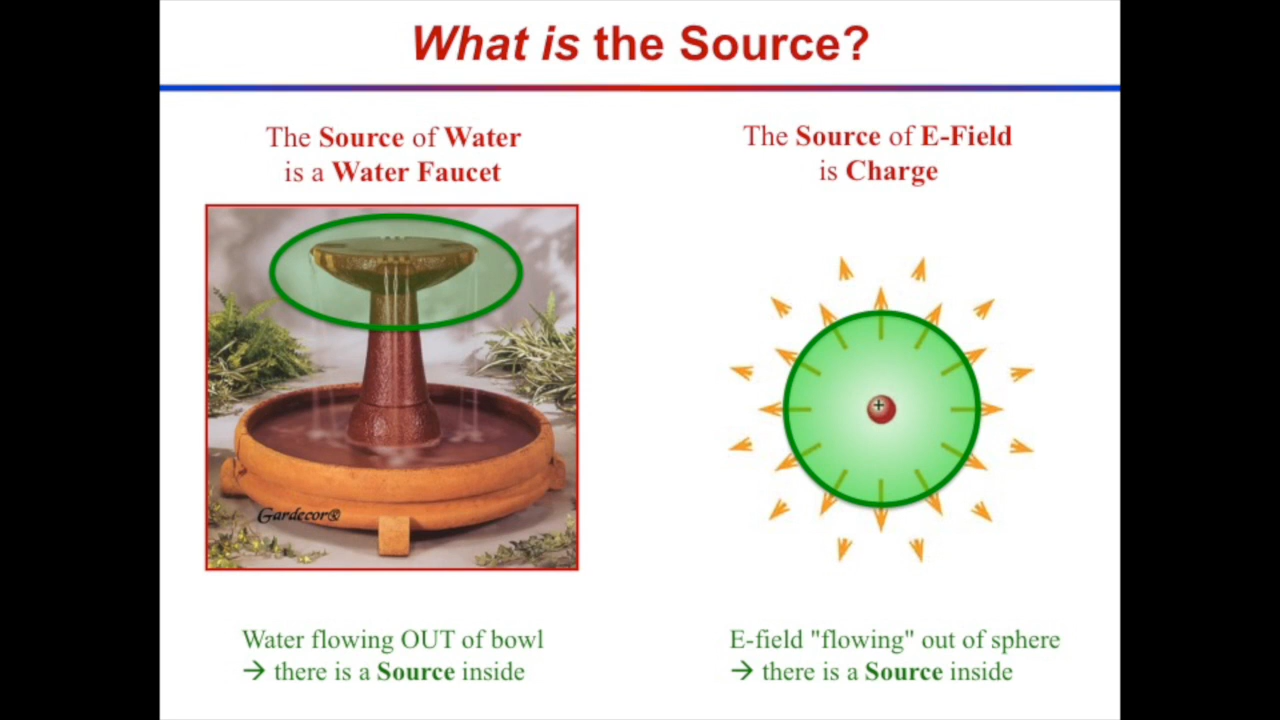 What is the Source?
The Source of Water
is a Water Faucet
The Source of E-Field
is Charge
Gardecor®
+
Water flowing OUT of bowl
→ there is a Source inside
E-field "flowing" out of sphere
→ there is a Source inside